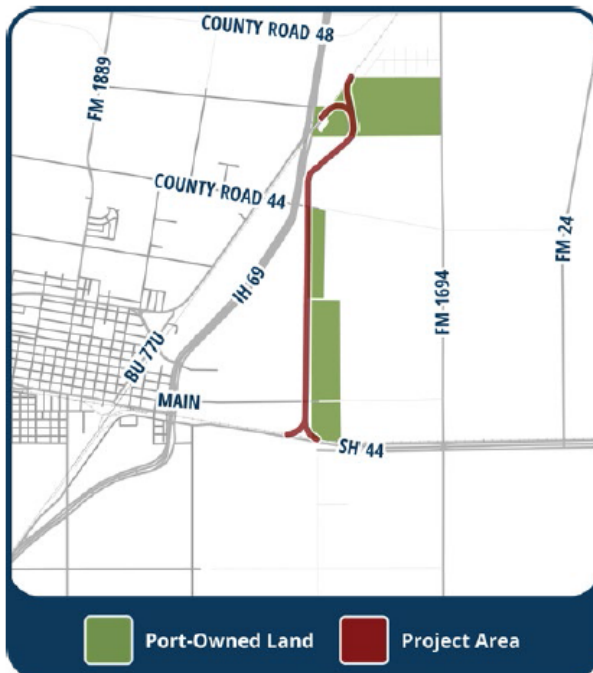 COUNTY ROAD 48
FM 1889
COUNTY ROAD 44
FM 24
IH 69
FM 1694
BU 77U
MAIN
SH 44
Port-Owned Land
Project Area